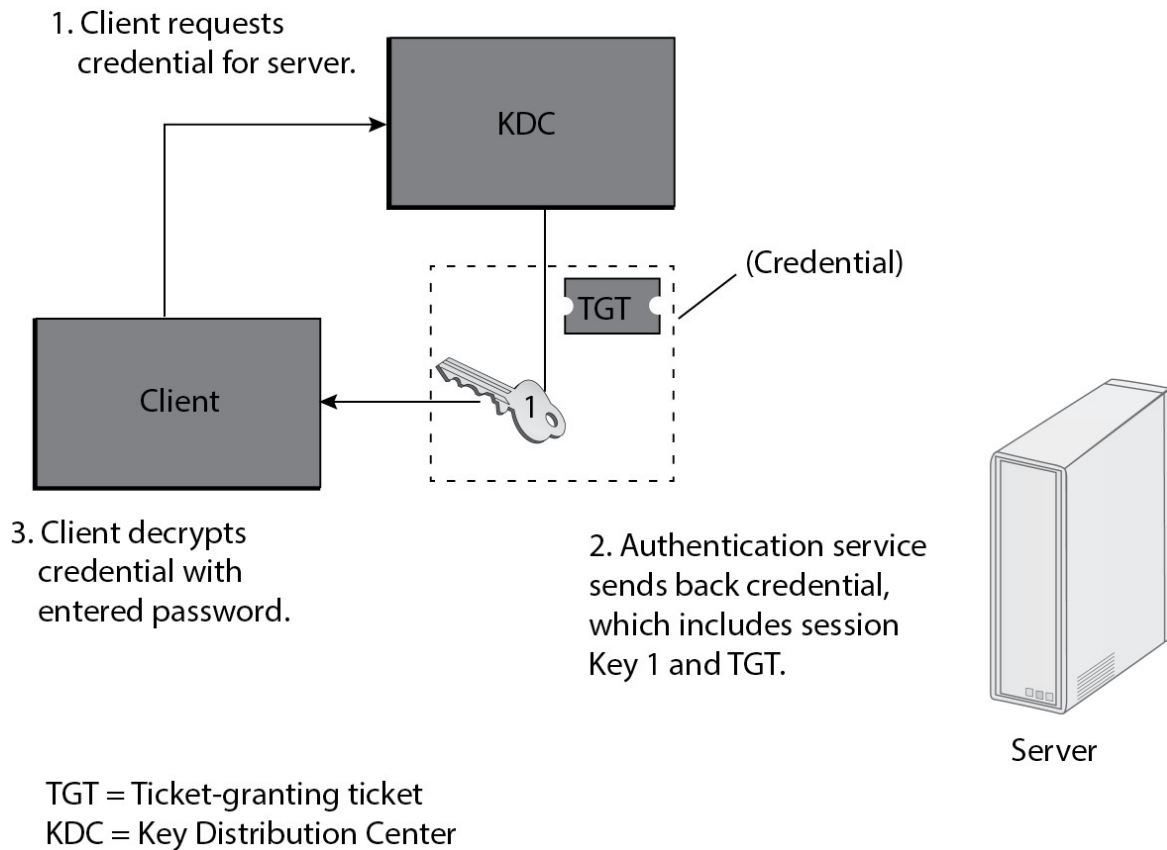 1. Client requests
credential for server.
KDC
(Credential)
TGT
1
Client
3. Client decrypts
credential with
entered password.
2. Authentication service
sends back credential,
which includes session
Key 1 and TGT.
Server
TGT = Ticket-granting ticket
KDC = Key Distribution Center